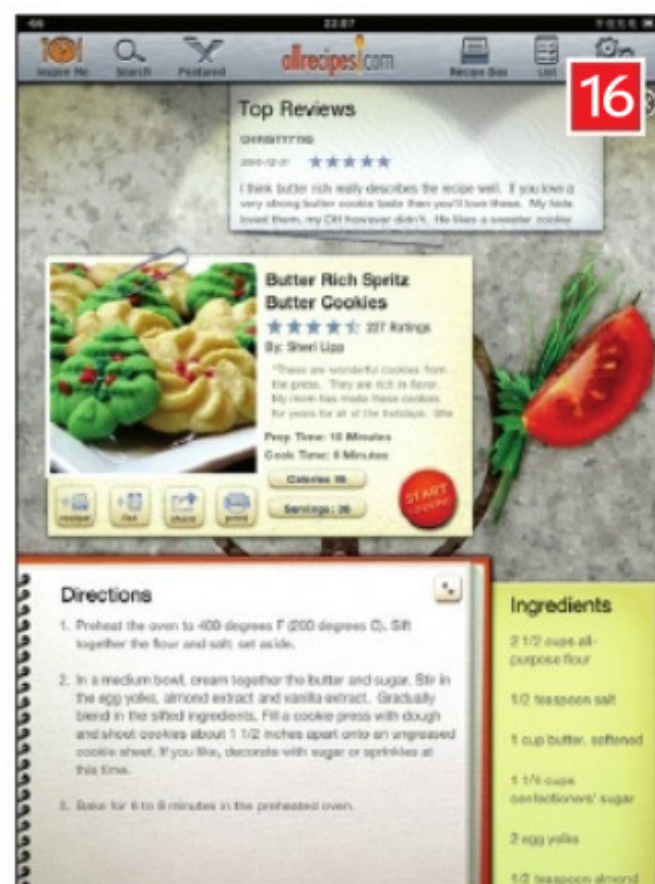 22:07
Inspire Me
Search
Featured
allrecipes.com
Recipe Box
List
16
Top Reviews
2010-12-31
I think butter rich really describes the recipe well. If you love a
very strong butter cookie taste then you'll love these. My kids
loved them, my DH however didn't. He likes a sweeter cookie
Butter Rich Spritz
Butter Cookies
227 Ratings
By: Sheri Lipp
"These are wonderful cookies from
the press. They are rich in flavor.
My mom has made these cookies
for years for all of the holidays. She
Prep Time: 10 Minutes
Cook Time: 8 Minutes
Calories 96
START
COOKING
recipe
list
share
print
Servings: 36
Directions
1. Preheat the oven to 400 degrees F (200 degrees C). Sift
together the flour and salt; set aside.
2. In a medium bowl, cream together the butter and sugar. Stir in
the egg yolks, almond extract and vanilla extract. Gradually
blend in the sifted ingredients. Fill a cookie press with dough
and shoot cookies about 1 1/2 inches apart onto an ungreased
cookie sheet. If you like, decorate with sugar or sprinkles at
this time.
3. Bake for 6 to 8 minutes in the preheated oven.
Ingredients
2 1/2 cups all-
purpose flour
1/2 teaspoon salt
1 cup butter, softened
1 1/4 cups
confectioners' sugar
2 egg yolks
1/2 teaspoon almond